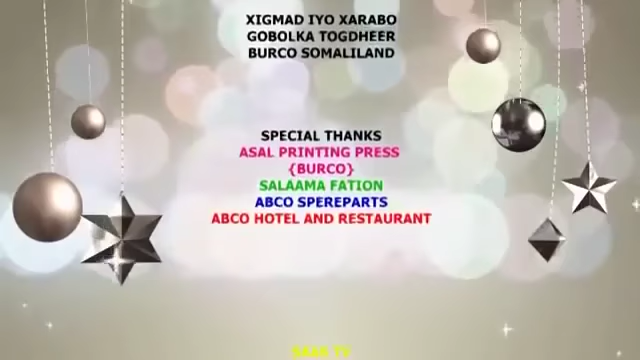 XIGMAD IYO XARABO
GOBOLKA TOGDHEER
BURCO SOMALILAND
SPECIAL THANKS
ASAL PRINTING PRESS
{BURCO}
SALAAMA FATION
ABCO SPEREPARTS
ABCO HOTEL AND RESTAURANT
TV